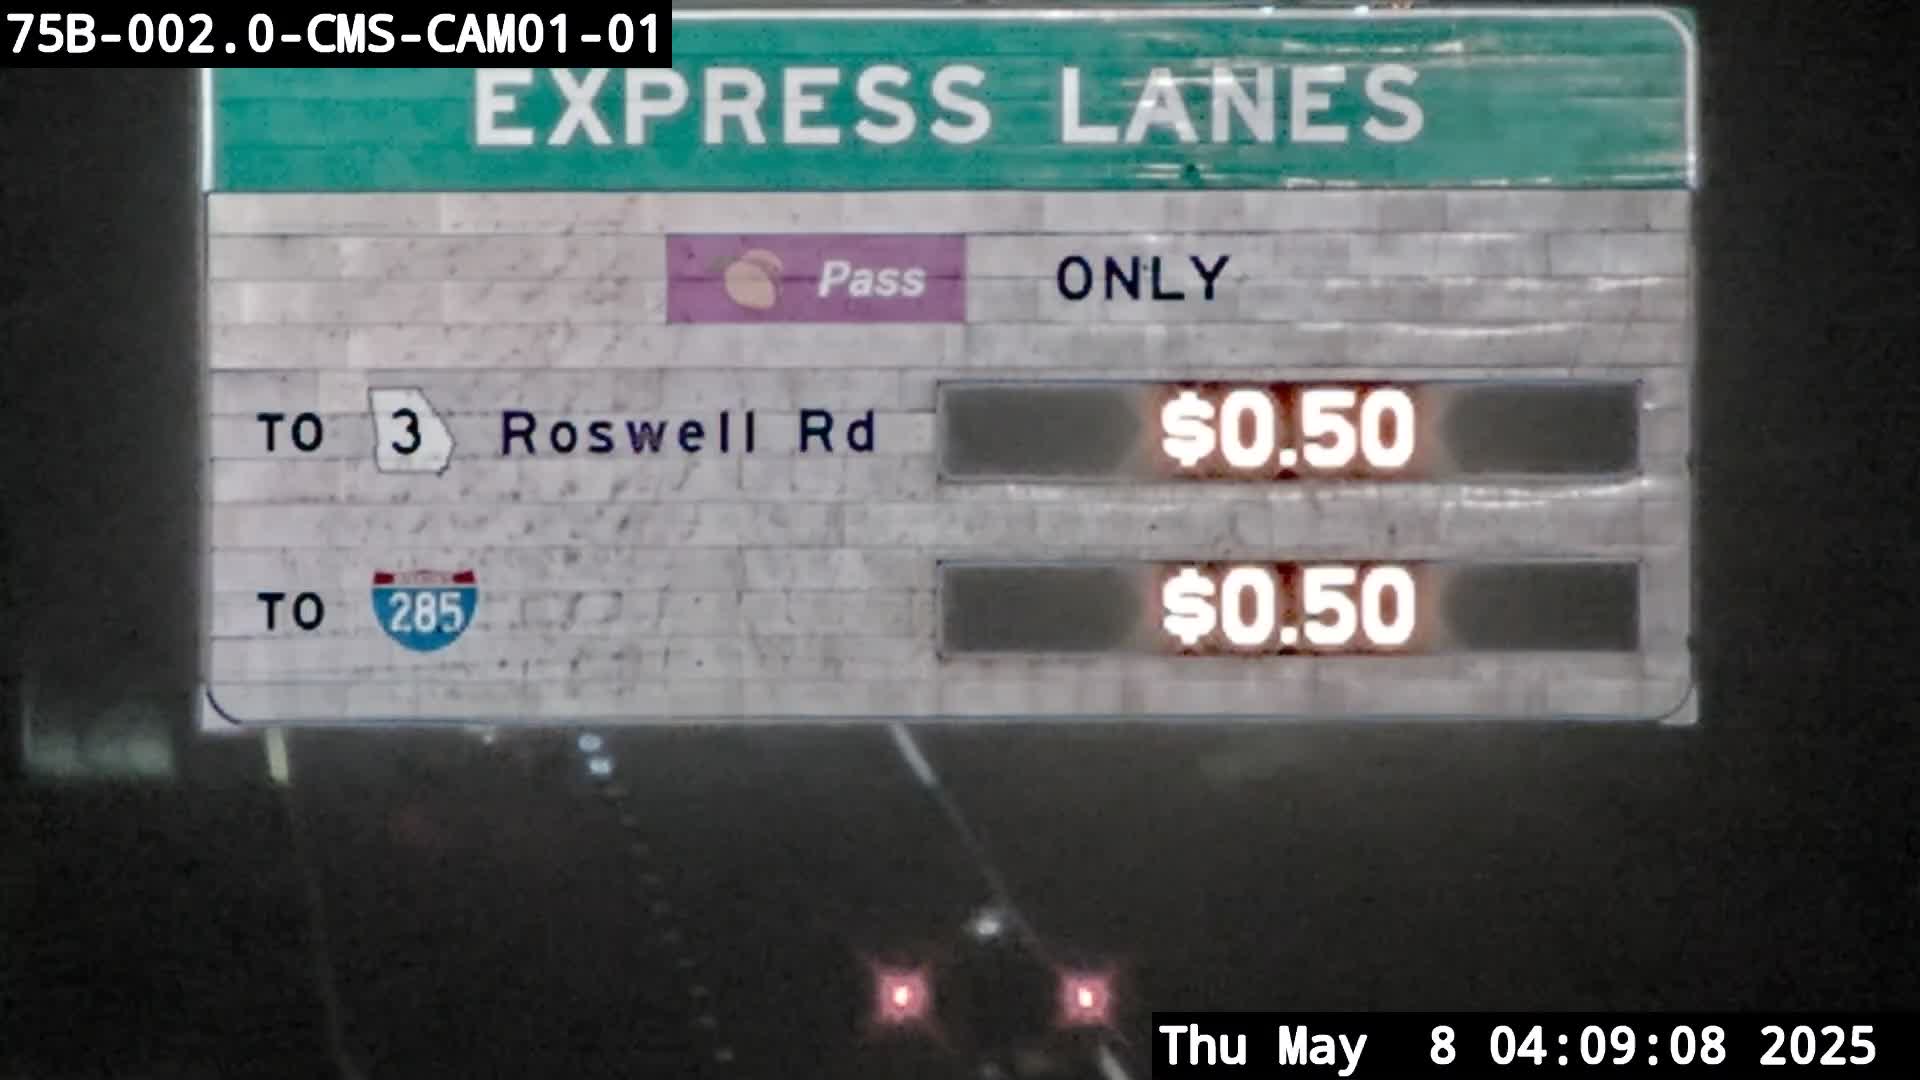 75B-002.0-CMS-CAM01-01
EXPRESS LANES
Pass ONLY
TO 3 Roswell Rd $0.50
TO 285 $0.50
Thu May 8 04:09:08 2025